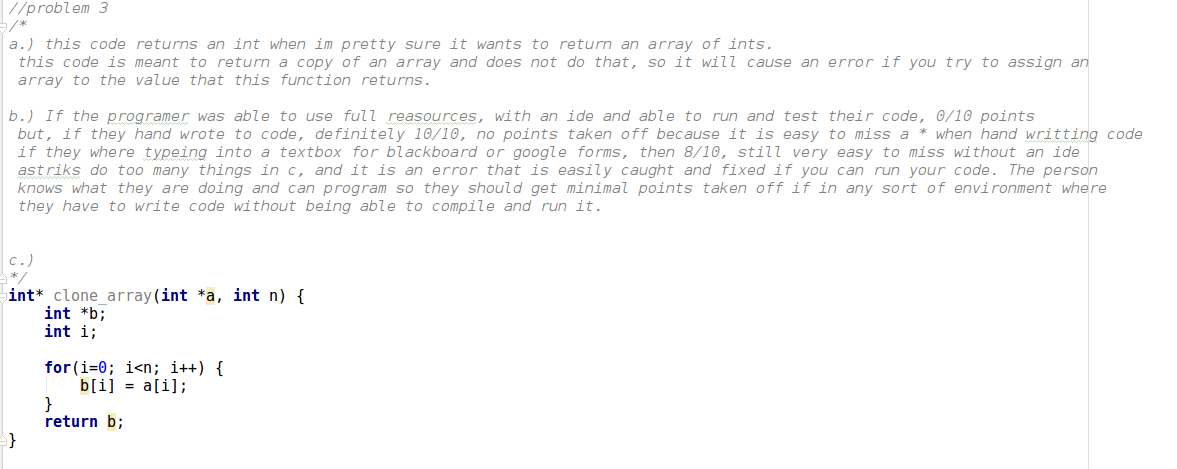 //problem 3
/*
a.) this code returns an int when im pretty sure it wants to return an array of ints.
this code is meant to return a copy of an array and does not do that, so it will cause an error if you try to assign an
array to the value that this function returns.
b.) If the programer was able to use full reasources, with an ide and able to run and test their code, 0/10 points
but, if they hand wrote to code, definitely 10/10, no points taken off because it is easy to miss a * when hand writting code
if they where typeing into a textbox for blackboard or google forms, then 8/10, still very easy to miss without an ide
astriks do too many things in c, and it is an error that is easily caught and fixed if you can run your code. The person
knows what they are doing and can program so they should get minimal points taken off if in any sort of environment where
they have to write code without being able to compile and run it.
c.)
*/
int* clone_array(int *a, int n) {
int *b;
int i;
for(i=0; i<n; i++) {
b[i] = a[i];
}
return b;
}